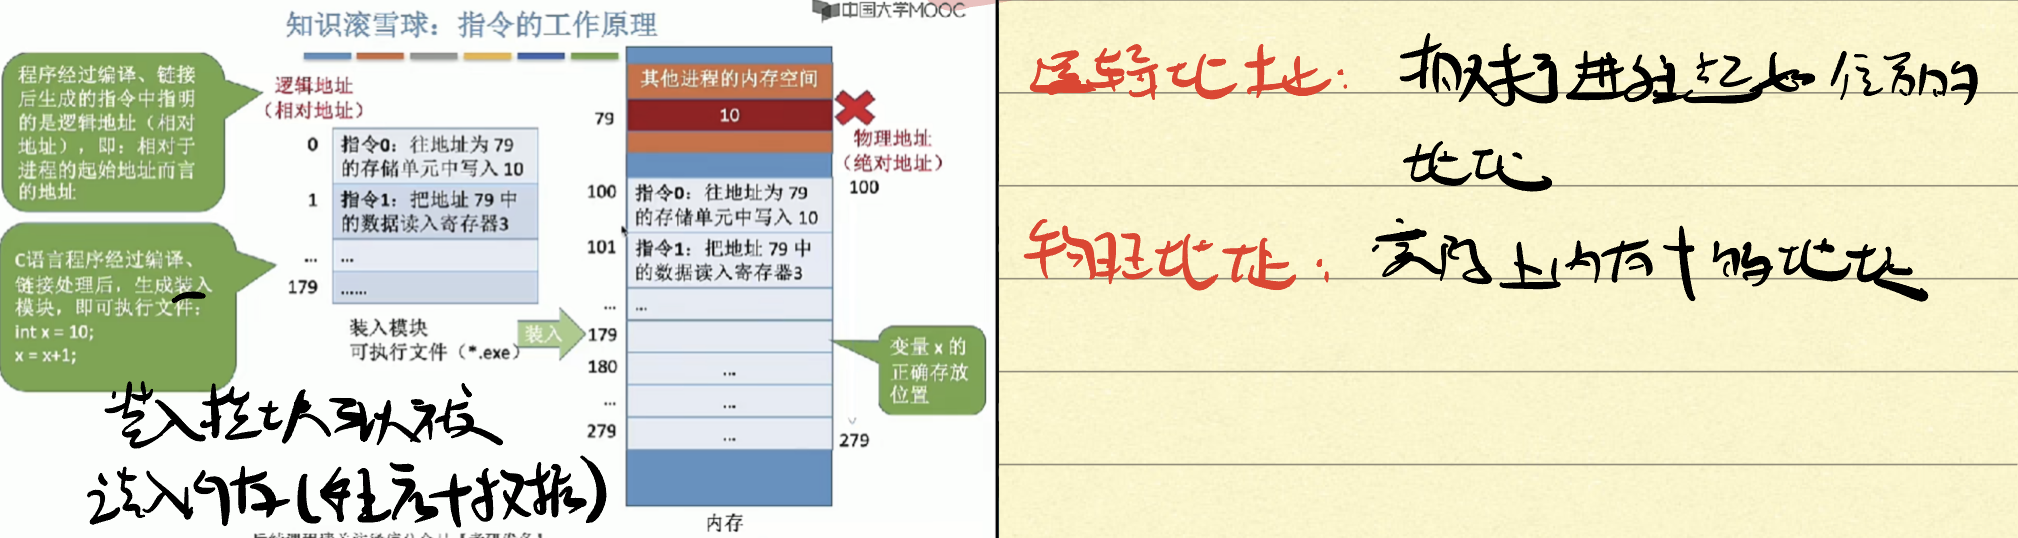 知识滚雪球：指令的工作原理
中国大学MOOC
程序经过编译、链接
后生成的指令中指明
的是逻辑地址（相对
地址），即：相对于
进程的起始地址而言
的地址
C语言程序经过编译、
链接处理后，生成装入
模块，即可执行文件：
int x = 10;
x = x+1;
逻辑地址
（相对地址）
0
指令0：往地址为 79
的存储单元中写入 10
1
指令1：把地址 79 中
的数据读入寄存器3
...
...
179
......
装入模块
可执行文件（*.exe）
装入
其他进程的内存空间
79
10
物理地址
（绝对地址）
100
指令0：往地址为 79
的存储单元中写入 10
100
101
指令1：把地址 79 中
的数据读入寄存器3
...
...
179
180
...
...
...
279
...
279
内存
变量 x 的
正确存放
位置
装入模块可以被
读入内存(程序+数据)
逻辑地址：相对于进程起始位置的
地址
物理地址：实际上内存中的地址